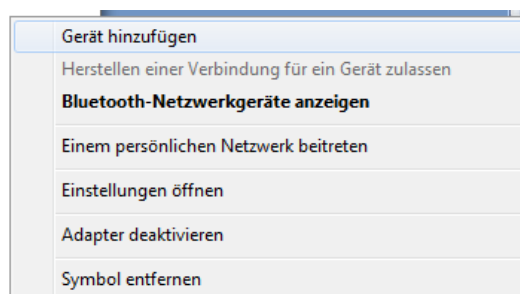 Gerät hinzufügen
Herstellen einer Verbindung für ein Gerät zulassen
Bluetooth-Netzwerkgeräte anzeigen
Einem persönlichen Netzwerk beitreten
Einstellungen öffnen
Adapter deaktivieren
Symbol entfernen